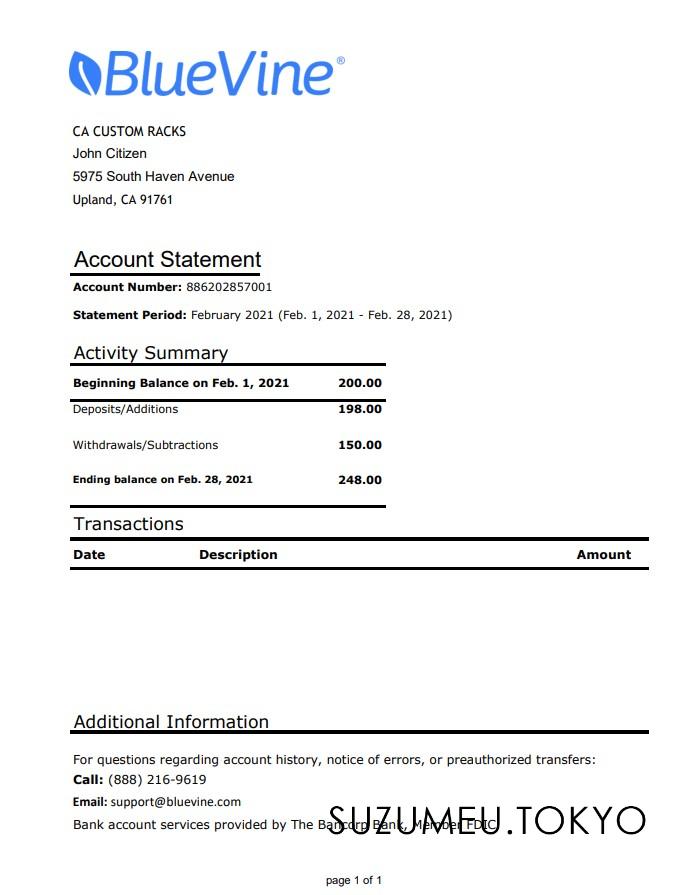 BlueVine®
CA CUSTOM RACKS
John Citizen
5975 South Haven Avenue
Upland, CA 91761
Account Statement
Account Number: 886202857001
Statement Period: February 2021 (Feb. 1, 2021 - Feb. 28, 2021)
Activity Summary
Beginning Balance on Feb. 1, 2021 200.00
Deposits/Additions 198.00
Withdrawals/Subtractions 150.00
Ending balance on Feb. 28, 2021 248.00
Transactions
Date Description Amount
Additional Information
For questions regarding account history, notice of errors, or preauthorized transfers:
Call: (888) 216-9619
Email: support@bluevine.com
Bank account services provided by The Bancorp Bank, Member FDIC
SUZUMEU.TOKYO
page 1 of 1